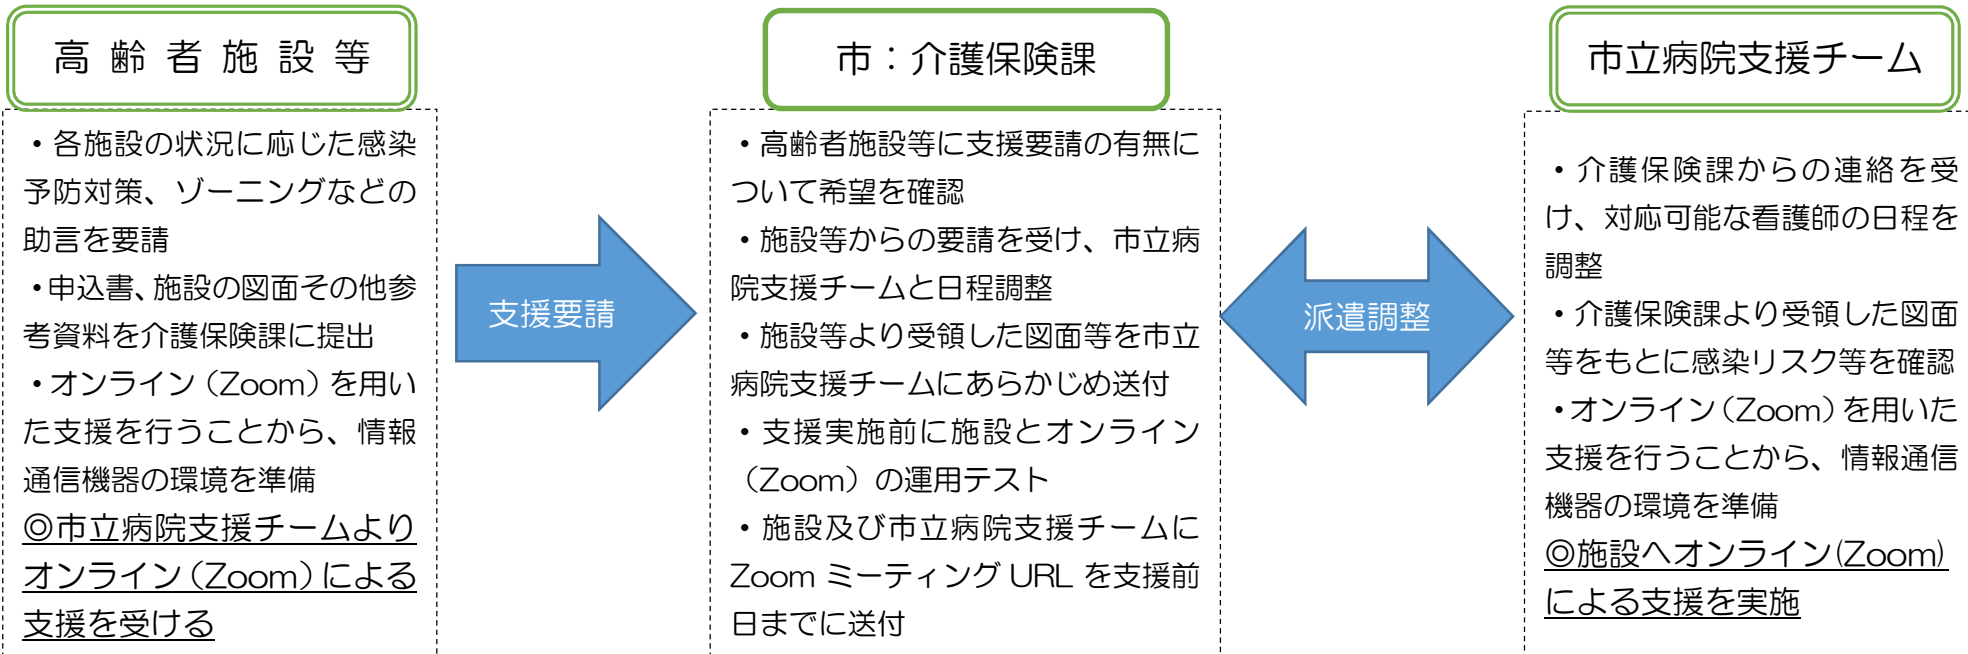 高齢者施設等
・各施設の状況に応じた感染
予防対策、ゾーニングなどの
助言を要請
・申込書、施設の図面その他参
考資料を介護保険課に提出
・オンライン（Zoom）を用い
た支援を行うことから、情報
通信機器の環境を準備
◎市立病院支援チームより
オンライン（Zoom）による
支援を受ける
支援要請
市：介護保険課
・高齢者施設等に支援要請の有無に
ついて希望を確認
・施設等からの要請を受け、市立病
院支援チームと日程調整
・施設等より受領した図面等を市立
病院支援チームにあらかじめ送付
・支援実施前に施設とオンライン
（Zoom）の運用テスト
・施設及び市立病院支援チームに
Zoom ミーティング URL を支援前
日までに送付
派遣調整
市立病院支援チーム
・介護保険課からの連絡を受
け、対応可能な看護師の日程を
調整
・介護保険課より受領した図面
等をもとに感染リスク等を確認
・オンライン（Zoom）を用いた
支援を行うことから、情報通信
機器の環境を準備
◎施設へオンライン(Zoom)
による支援を実施